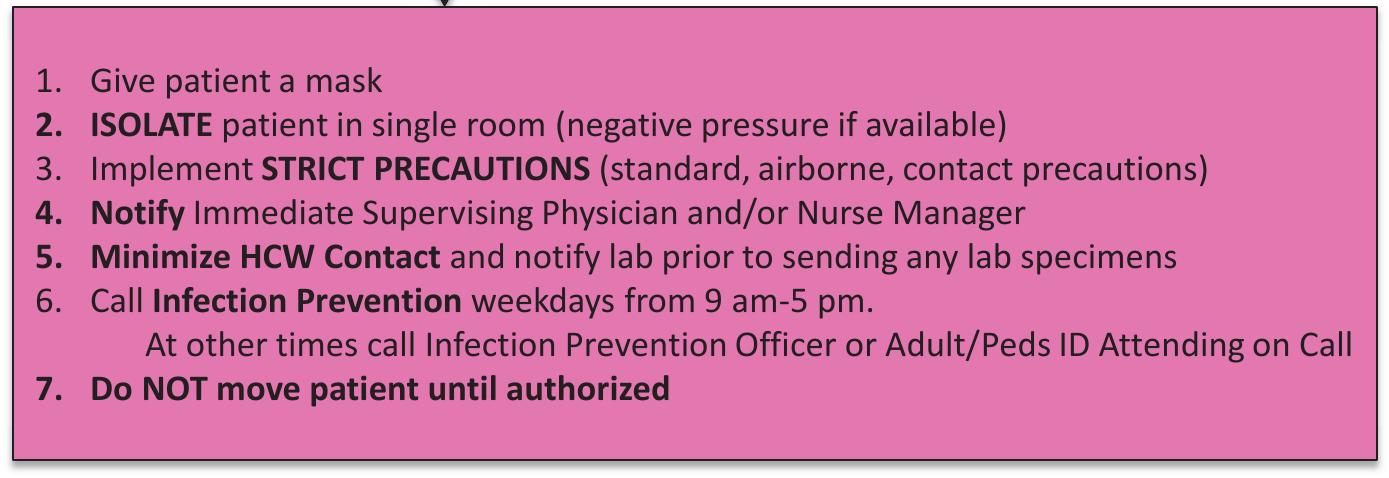 1. Give patient a mask
2. ISOLATE patient in single room (negative pressure if available)
3. Implement STRICT PRECAUTIONS (standard, airborne, contact precautions)
4. Notify Immediate Supervising Physician and/or Nurse Manager
5. Minimize HCW Contact and notify lab prior to sending any lab specimens
6. Call Infection Prevention weekdays from 9 am-5 pm.
At other times call Infection Prevention Officer or Adult/Peds ID Attending on Call
7. Do NOT move patient until authorized